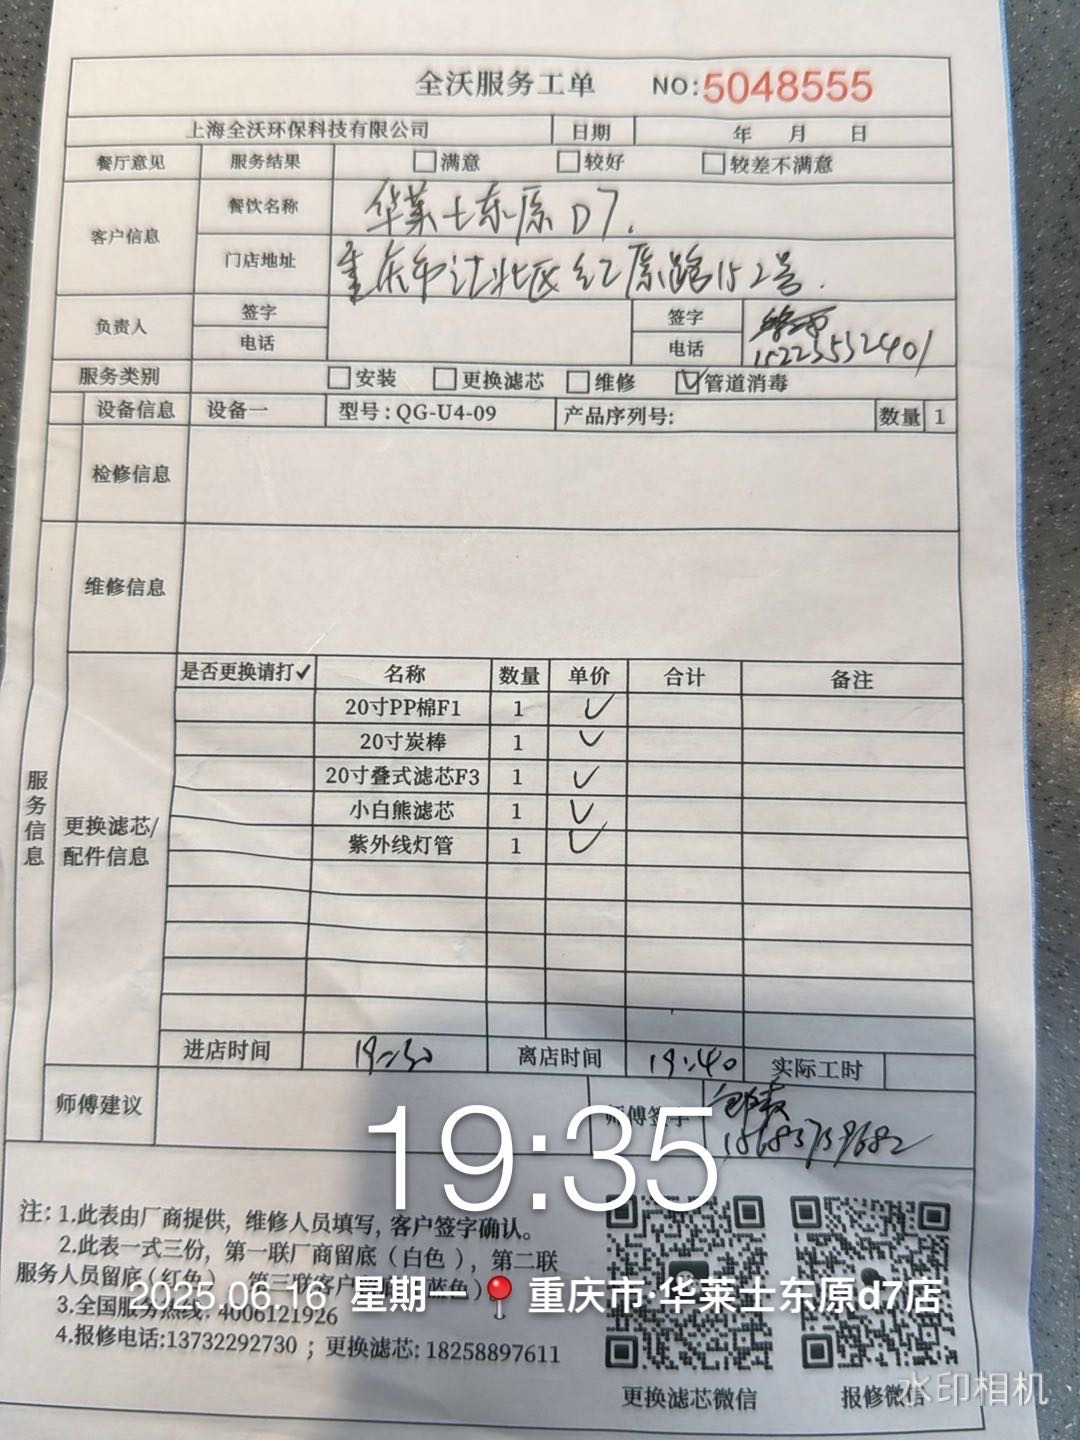 全沃服务工单 NO:5048555
上海全沃环保科技有限公司 日期 年 月 日
餐厅意见 服务结果 □满意 □较好 □较差不满意
客户信息 餐饮名称 华莱士东原D7.
门店地址 重庆市江北区红原路152号.
负责人 签字 签字
电话 电话 15223532401
服务类别 □安装 □更换滤芯 □维修 ☑管道消毒
设备信息 设备一 型号:QG-U4-09 产品序列号: 数量 1
检修信息
维修信息
服务信息
更换滤芯/配件信息
是否更换请打✓ 名称 数量 单价 合计 备注
20寸PP棉F1 1 ✓
20寸炭棒 1 ✓
20寸叠式滤芯F3 1 ✓
小白熊滤芯 1 ✓
紫外线灯管 1 ✓
进店时间 19:30 离店时间 19:40 实际工时
师傅建议 师傅签字
19:35
注:1.此表由厂商提供,维修人员填写,客户签字确认。
2.此表一式三份,第一联厂商留底(白色),第二联
服务人员留底(红色) 第三联客户 蓝色)
2025.06.16 星期一 📍重庆市·华莱士东原d7店
3.全国服务热线: 4006121926
4.报修电话:13732292730 ; 更换滤芯: 18258897611
更换滤芯微信 报修微信
水印相机